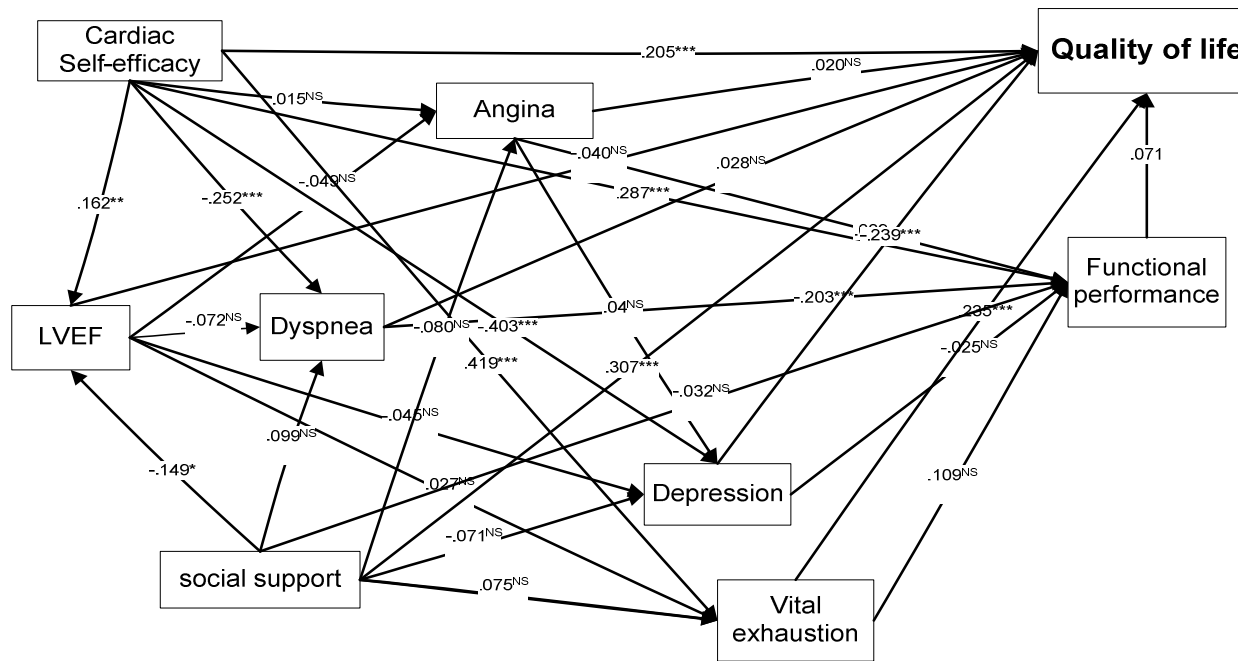 Cardiac
Self-efficacy
.205***
Quality of life
.020NS
.015NS
Angina
-.040NS
.028NS
-.049NS
.287***
.071
.162**
-.252***
-.239***
Functional
performance
-.072NS
Dyspnea
LVEF
.04NS
-.203***
-.080NS
-.403***
.235***
-.025NS
.419***
.307***
-.032NS
-.045NS
.099NS
-.149*
.027NS
Depression
.109NS
-.071NS
social support
.075NS
Vital
exhaustion